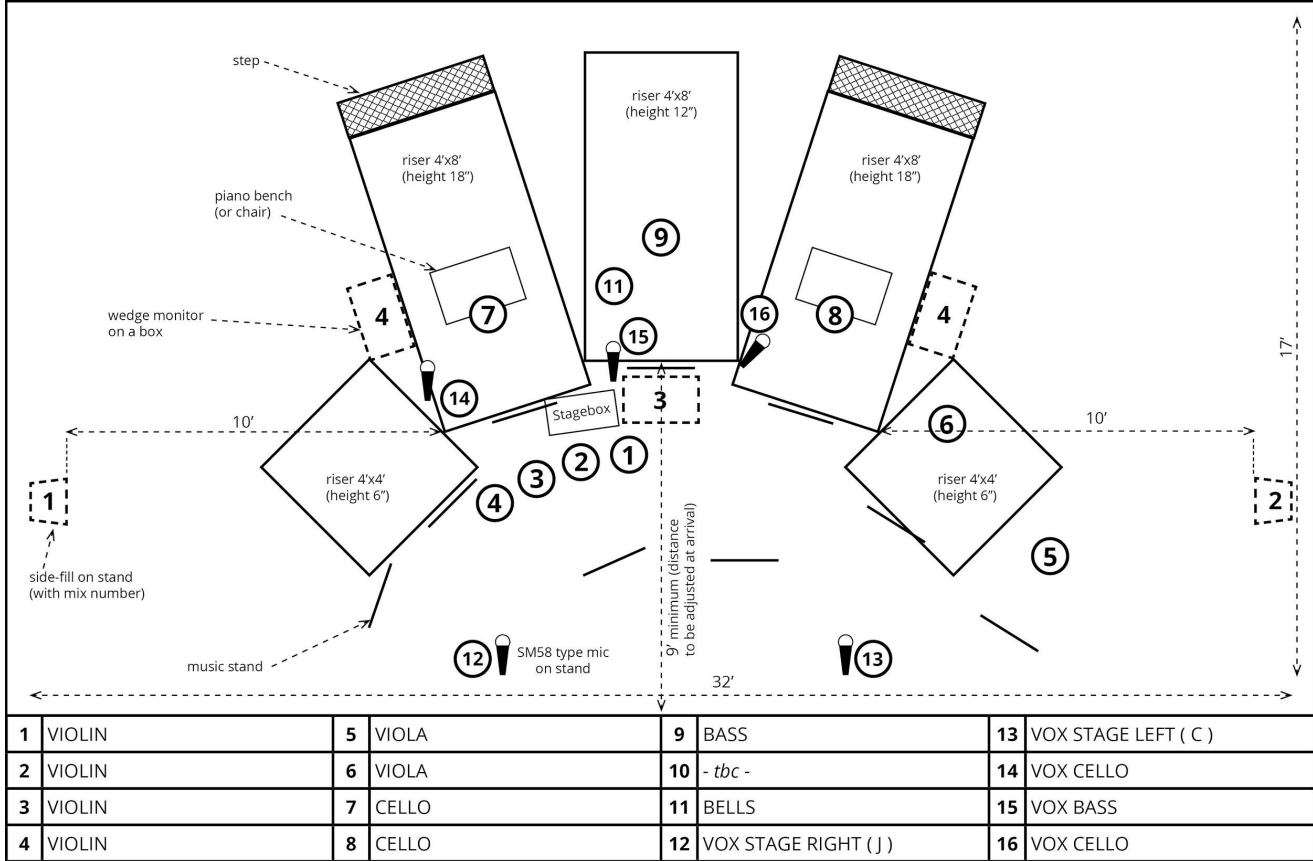 step
riser 4'x8'
(height 12")
riser 4'x8'
(height 18")
riser 4'x8'
(height 18")
piano bench
(or chair)
9
11
4
7
16
8
4
wedge monitor
on a box
15
14
3
Stagebox
6
10'
10'
17'
1
2
3
4
riser 4'x4'
(height 6")
riser 4'x4'
(height 6")
1
2
5
side-fill on stand
(with mix number)
9' minimum (distance
to be adjusted at arrival)
music stand
12
SM58 type mic
on stand
13
32'
1 VIOLIN 5 VIOLA 9 BASS 13 VOX STAGE LEFT ( C )
2 VIOLIN 6 VIOLA 10 - tbc - 14 VOX CELLO
3 VIOLIN 7 CELLO 11 BELLS 15 VOX BASS
4 VIOLIN 8 CELLO 12 VOX STAGE RIGHT ( J ) 16 VOX CELLO